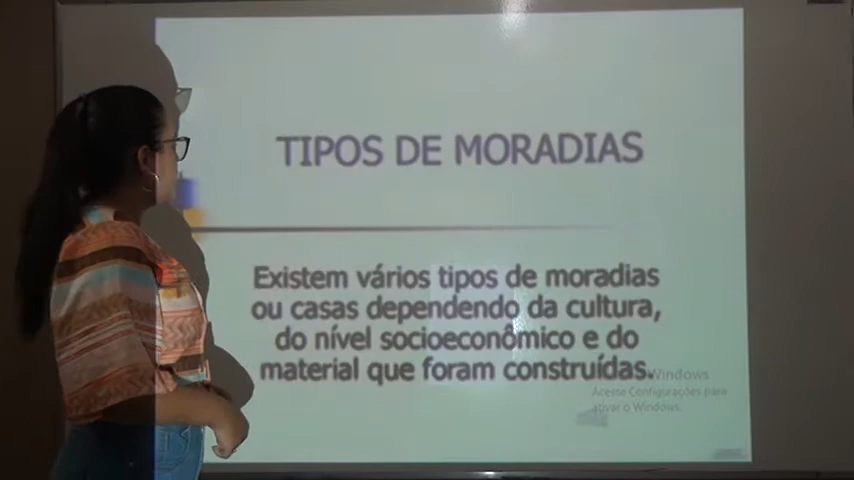 TIPOS DE MORADIAS
Existem vários tipos de moradias
ou casas dependendo da cultura,
do nível socioeconômico e do
material que foram construídas.
Windows
Acesse Configurações para
ativar o Windows.